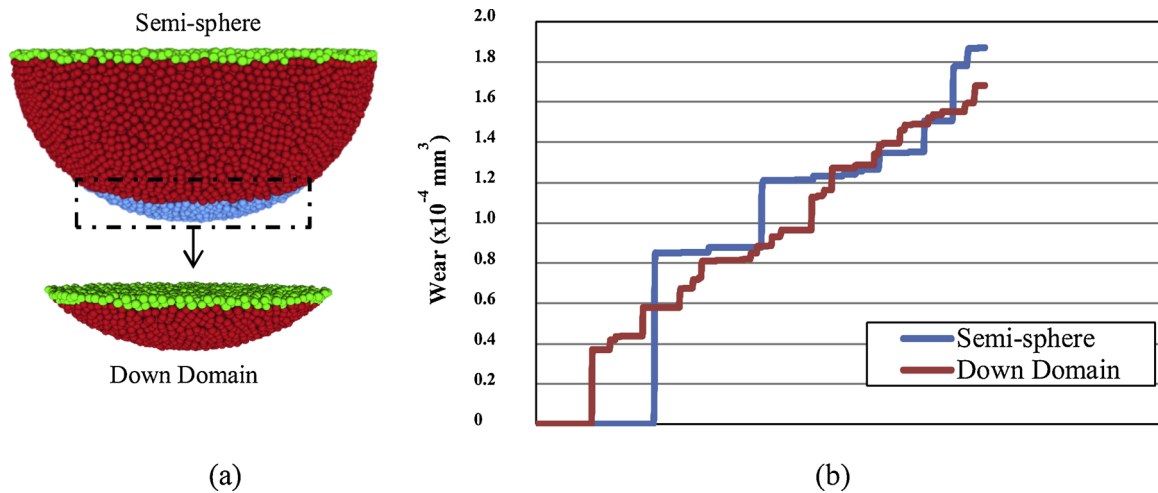 Semi-sphere
Down Domain
(a)
Wear (x10⁻⁴ mm³)
2.0
1.8
1.6
1.4
1.2
1.0
0.8
0.6
0.4
0.2
0
Semi-sphere
Down Domain
(b)